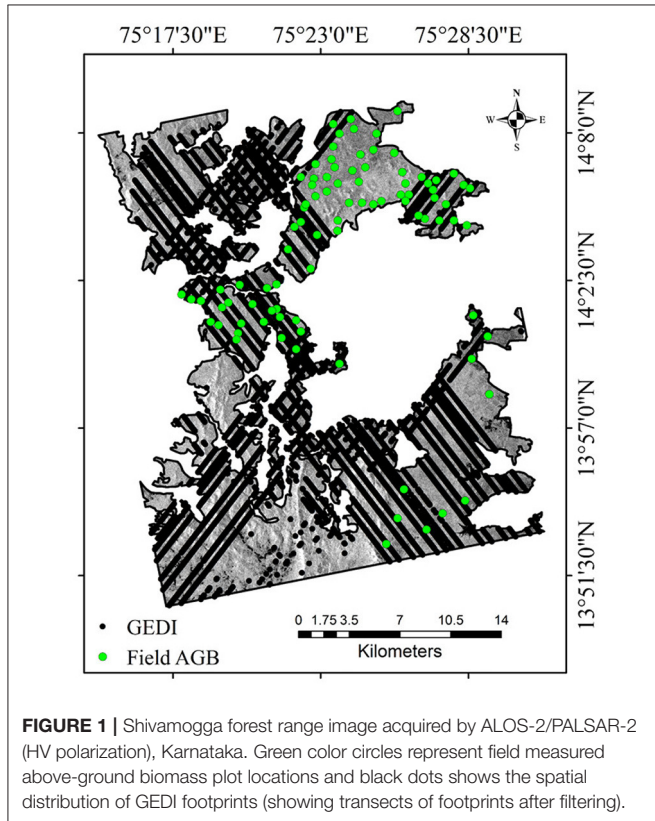 75°17'30"E 75°23'0"E 75°28'30"E
N
W E
S
14°8'0"N
14°2'30"N
13°57'0"N
13°51'30"N
0 1.75 3.5 7 10.5 14
Kilometers
GEDI
Field AGB
FIGURE 1 | Shivamogga forest range image acquired by ALOS-2/PALSAR-2
(HV polarization), Karnataka. Green color circles represent field measured
above-ground biomass plot locations and black dots shows the spatial
distribution of GEDI footprints (showing transects of footprints after filtering).